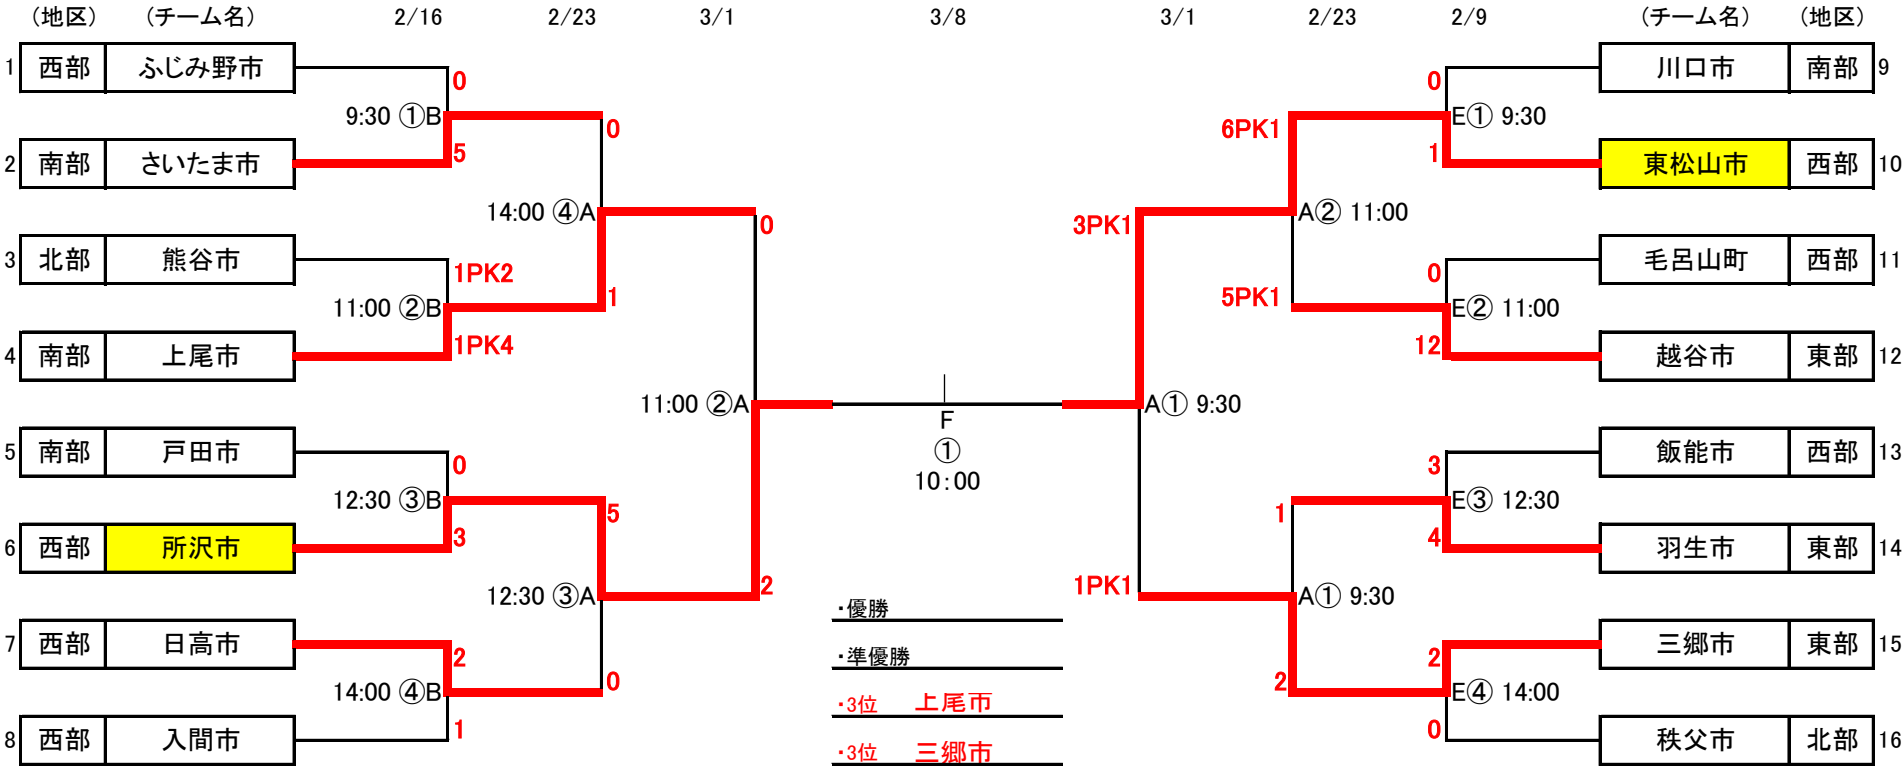 （地区） （チーム名） 2/16 2/23 3/1 3/8 3/1 2/23 2/9 （チーム名） （地区）
1 西部 ふじみ野市 0 0 川口市 南部 9
9:30 ①B 0 6PK1 E① 9:30
2 南部 さいたま市 5 1 東松山市 西部 10
14:00 ④A 0 3PK1 A② 11:00
3 北部 熊谷市 1PK2 0 毛呂山町 西部 11
11:00 ②B 1 5PK1 E② 11:00
4 南部 上尾市 1PK4 12 越谷市 東部 12
11:00 ②A F A① 9:30
①
5 南部 戸田市 0 3 飯能市 西部 13
10:00
12:30 ③B 5 1 E③ 12:30
6 西部 所沢市 3 4 羽生市 東部 14
12:30 ③A 2 1PK1 A① 9:30
・優勝
7 西部 日高市 2 2 三郷市 東部 15
・準優勝
14:00 ④B 0 2 E④ 14:00
・3位 上尾市
8 西部 入間市 1 0 秩父市 北部 16
・3位 三郷市